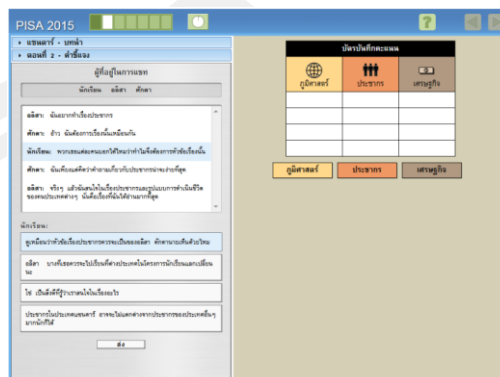 PISA 2015
?
แซนดาร์ - บทนำ
ตอนที่ 2 - คำชี้แจง
ผู้ที่อยู่ในการแชท
นักเรียน อลิสา ศักดา
อลิสา: ฉันอยากทำเรื่องประชากร
ศักดา: อ้าว ฉันต้องการเรื่องนั้นเหมือนกัน
นักเรียน: พวกเธอแต่ละคนบอกได้ไหมว่าทำไมจึงต้องการหัวข้อเรื่องนั้น
ศักดา: ฉันเพียงแต่คิดว่าคำถามเกี่ยวกับประชากรน่าจะง่ายที่สุด
อลิสา: จริงๆ แล้วฉันสนใจในเรื่องประชากรและรูปแบบการดำเนินชีวิต
ของคนประเทศต่างๆ นั่นคือเรื่องที่ฉันได้อ่านมากที่สุด
นักเรียน:
ดูเหมือนว่าหัวข้อเรื่องประชากรควรจะเป็นของอลิสา ศักดานายเห็นด้วยไหม
อลิสา บางทีเธอควรจะไปเรียนที่ต่างประเทศในโครงการนักเรียนแลกเปลี่ยน
นะ
ใช่ เป็นสิ่งดีที่รู้ว่าเราสนใจในเรื่องอะไร
ประชากรในประเทศแซนดาร์ อาจจะไม่แตกต่างจากประชากรของประเทศอื่นๆ
มากนักก็ได้
ส่ง
บัตรบันทึกคะแนน
ภูมิศาสตร์ ประชากร เศรษฐกิจ
ภูมิศาสตร์ ประชากร เศรษฐกิจ